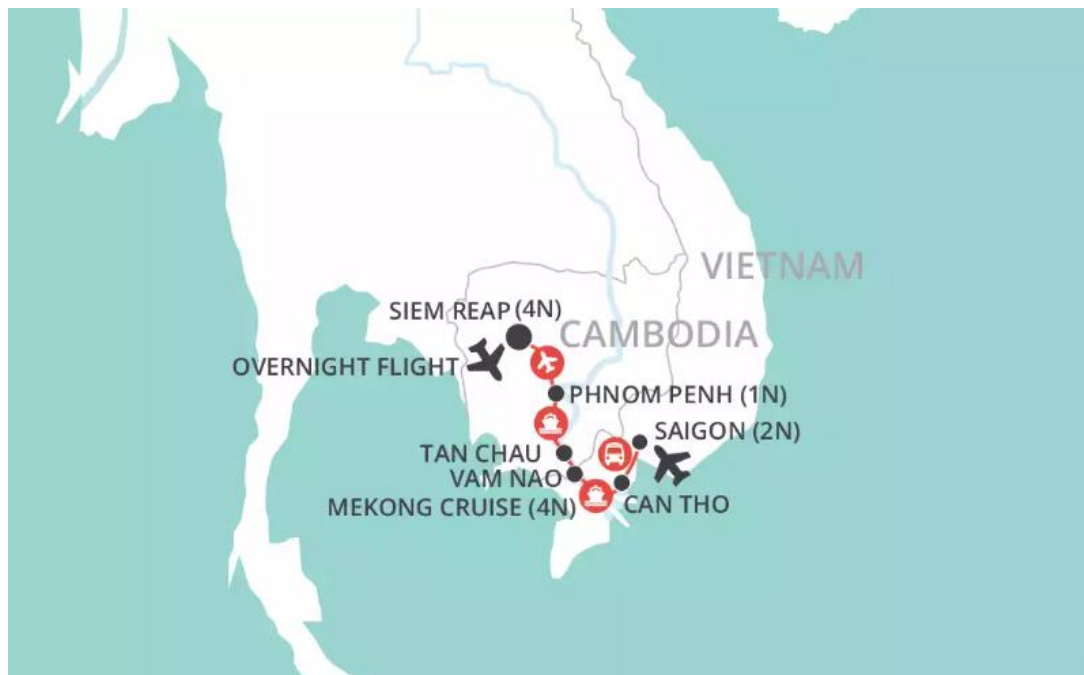 VIETNAM
SIEM REAP (4N)
CAMBODIA
OVERNIGHT FLIGHT
PHNOM PENH (1N)
SAIGON (2N)
TAN CHAU
VAM NAO
MEKONG CRUISE (4N)
CAN THO